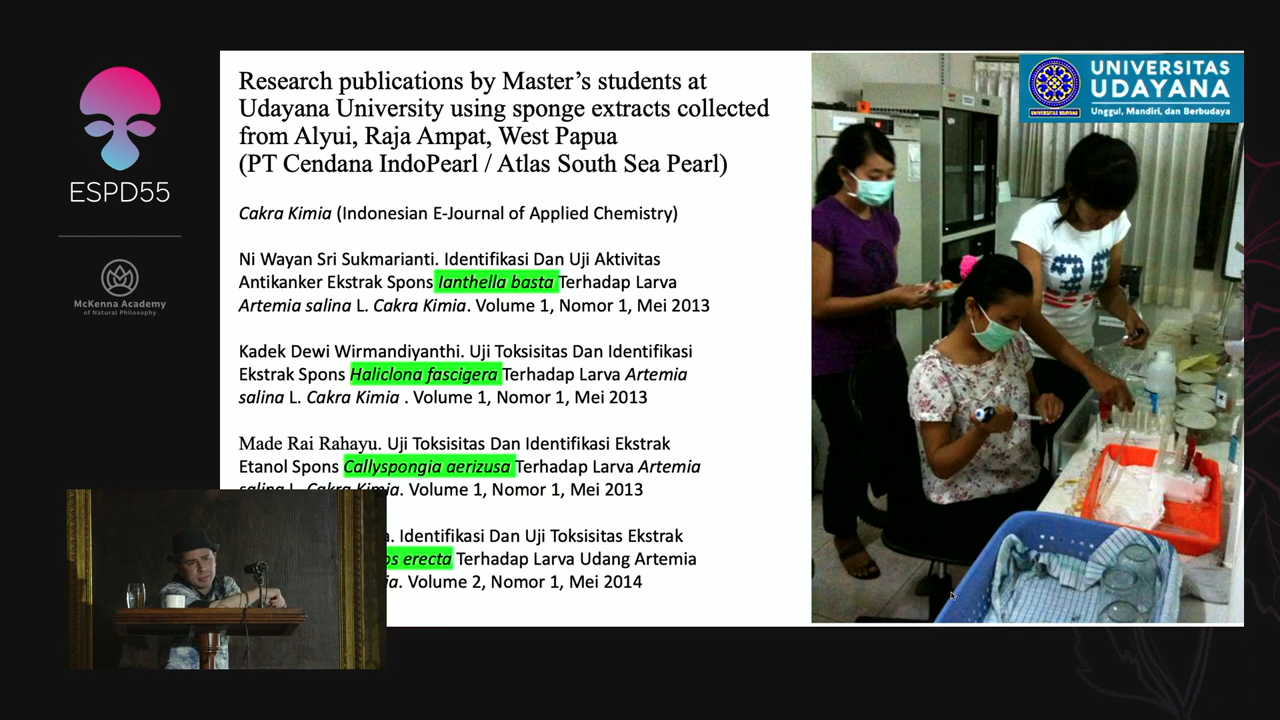 ESPD55
McKenna Academy
of Natural Philosophy
Research publications by Master’s students at
Udayana University using sponge extracts collected
from Alyui, Raja Ampat, West Papua
(PT Cendana IndoPearl / Atlas South Sea Pearl)
Cakra Kimia (Indonesian E-Journal of Applied Chemistry)
Ni Wayan Sri Sukmarianti. Identifikasi Dan Uji Aktivitas
Antikanker Ekstrak Spons Ianthella basta Terhadap Larva
Artemia salina L. Cakra Kimia. Volume 1, Nomor 1, Mei 2013
Kadek Dewi Wirmandiyanthi. Uji Toksisitas Dan Identifikasi
Ekstrak Spons Haliclona fascigera Terhadap Larva Artemia
salina L. Cakra Kimia . Volume 1, Nomor 1, Mei 2013
Made Rai Rahayu. Uji Toksisitas Dan Identifikasi Ekstrak
Etanol Spons Callyspongia aerizusa Terhadap Larva Artemia
salina L. Cakra Kimia. Volume 1, Nomor 1, Mei 2013
a. Identifikasi Dan Uji Toksisitas Ekstrak
os erecta Terhadap Larva Udang Artemia
ia. Volume 2, Nomor 1, Mei 2014
UNIVERSITAS
UDAYANA
Unggul, Mandiri, dan Berbudaya